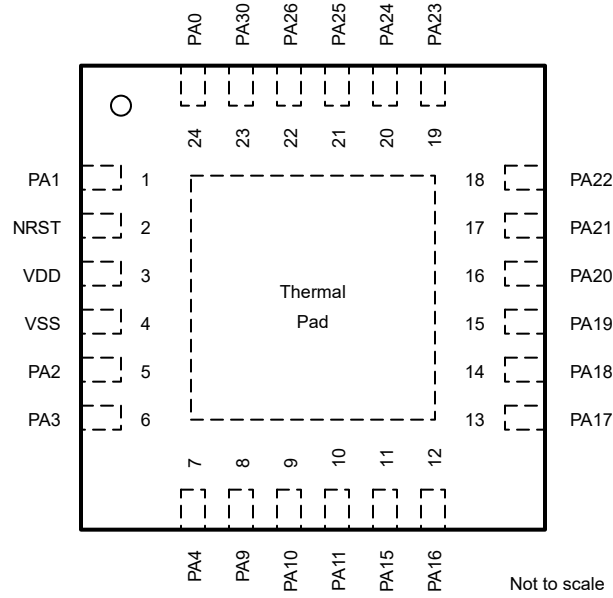 PA0 PA30 PA26 PA25 PA24 PA23
24 23 22 21 20 19
PA1 1 18 PA22
NRST 2 17 PA21
VDD 3 16 PA20
VSS 4 15 PA19
PA2 5 14 PA18
PA3 6 13 PA17
Thermal
Pad
7 8 9 10 11 12
PA4 PA9 PA10 PA11 PA15 PA16
Not to scale